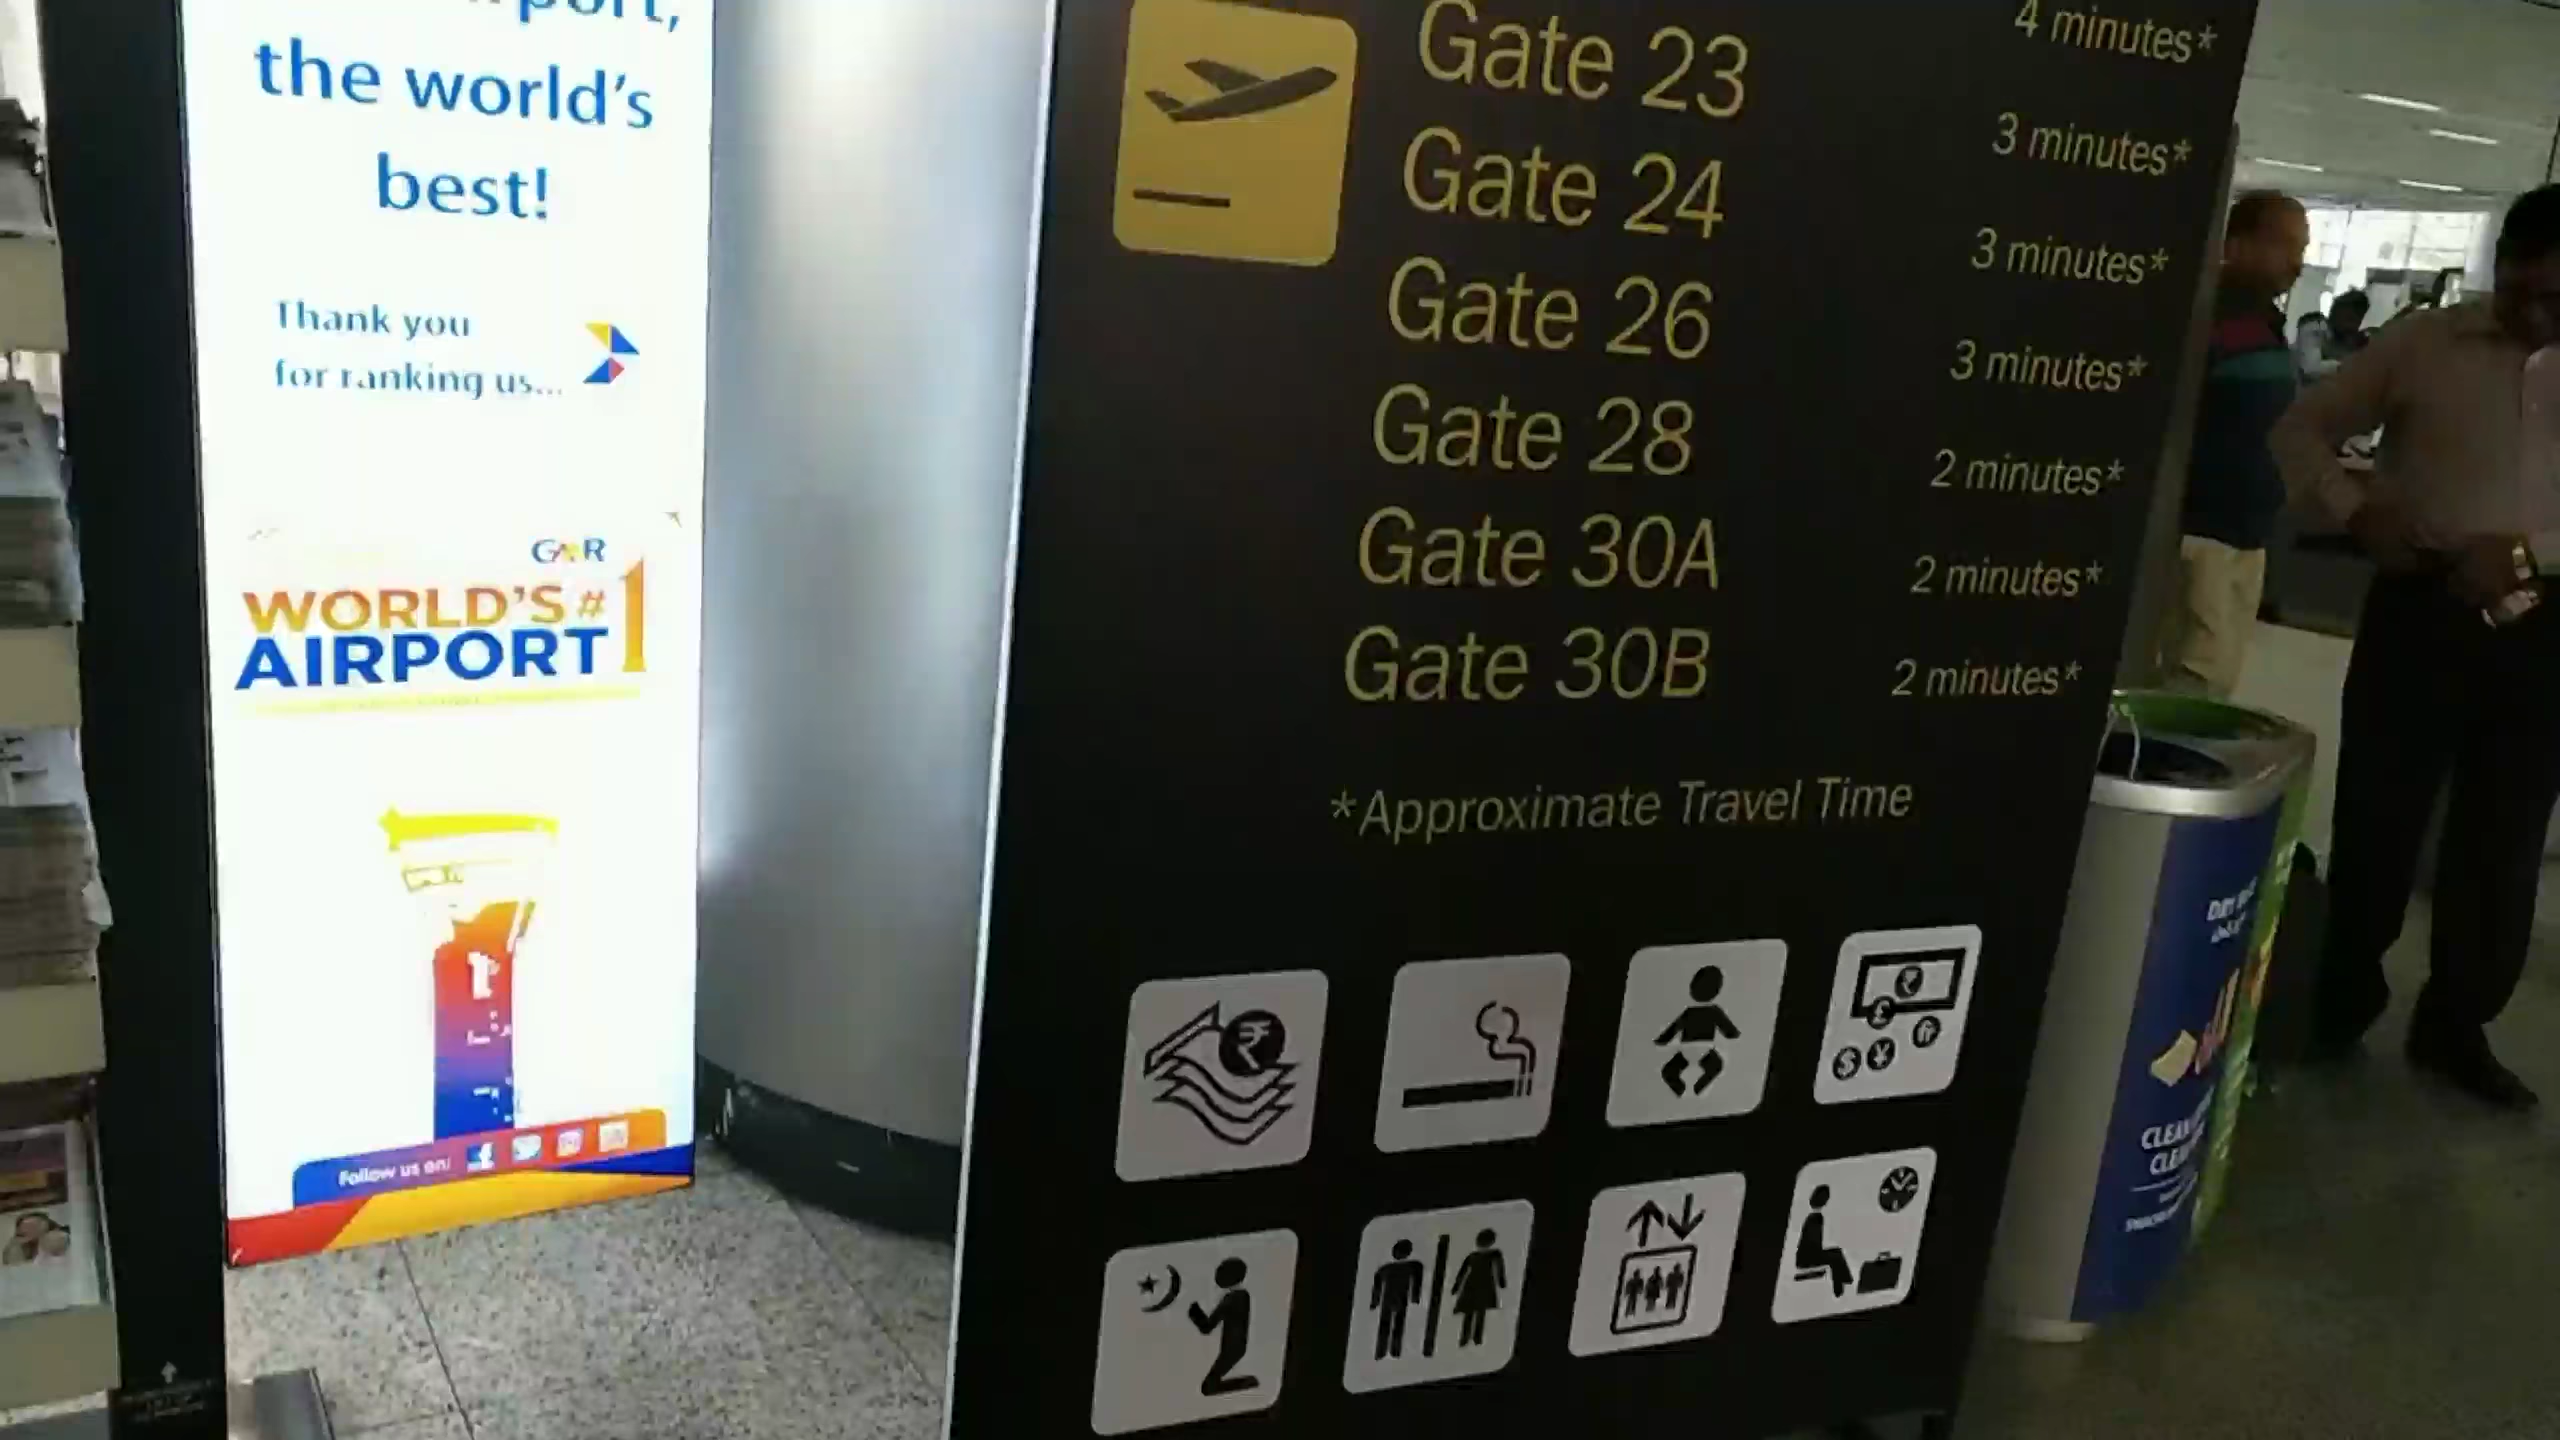 port,
the world's
best!
Thank you
for ranking us...
GMR
WORLD'S #1
AIRPORT
Follow us on:
4 minutes*
Gate 23 3 minutes*
Gate 24 3 minutes*
Gate 26 3 minutes*
Gate 28 2 minutes*
Gate 30A 2 minutes*
Gate 30B 2 minutes*
*Approximate Travel Time
DRY